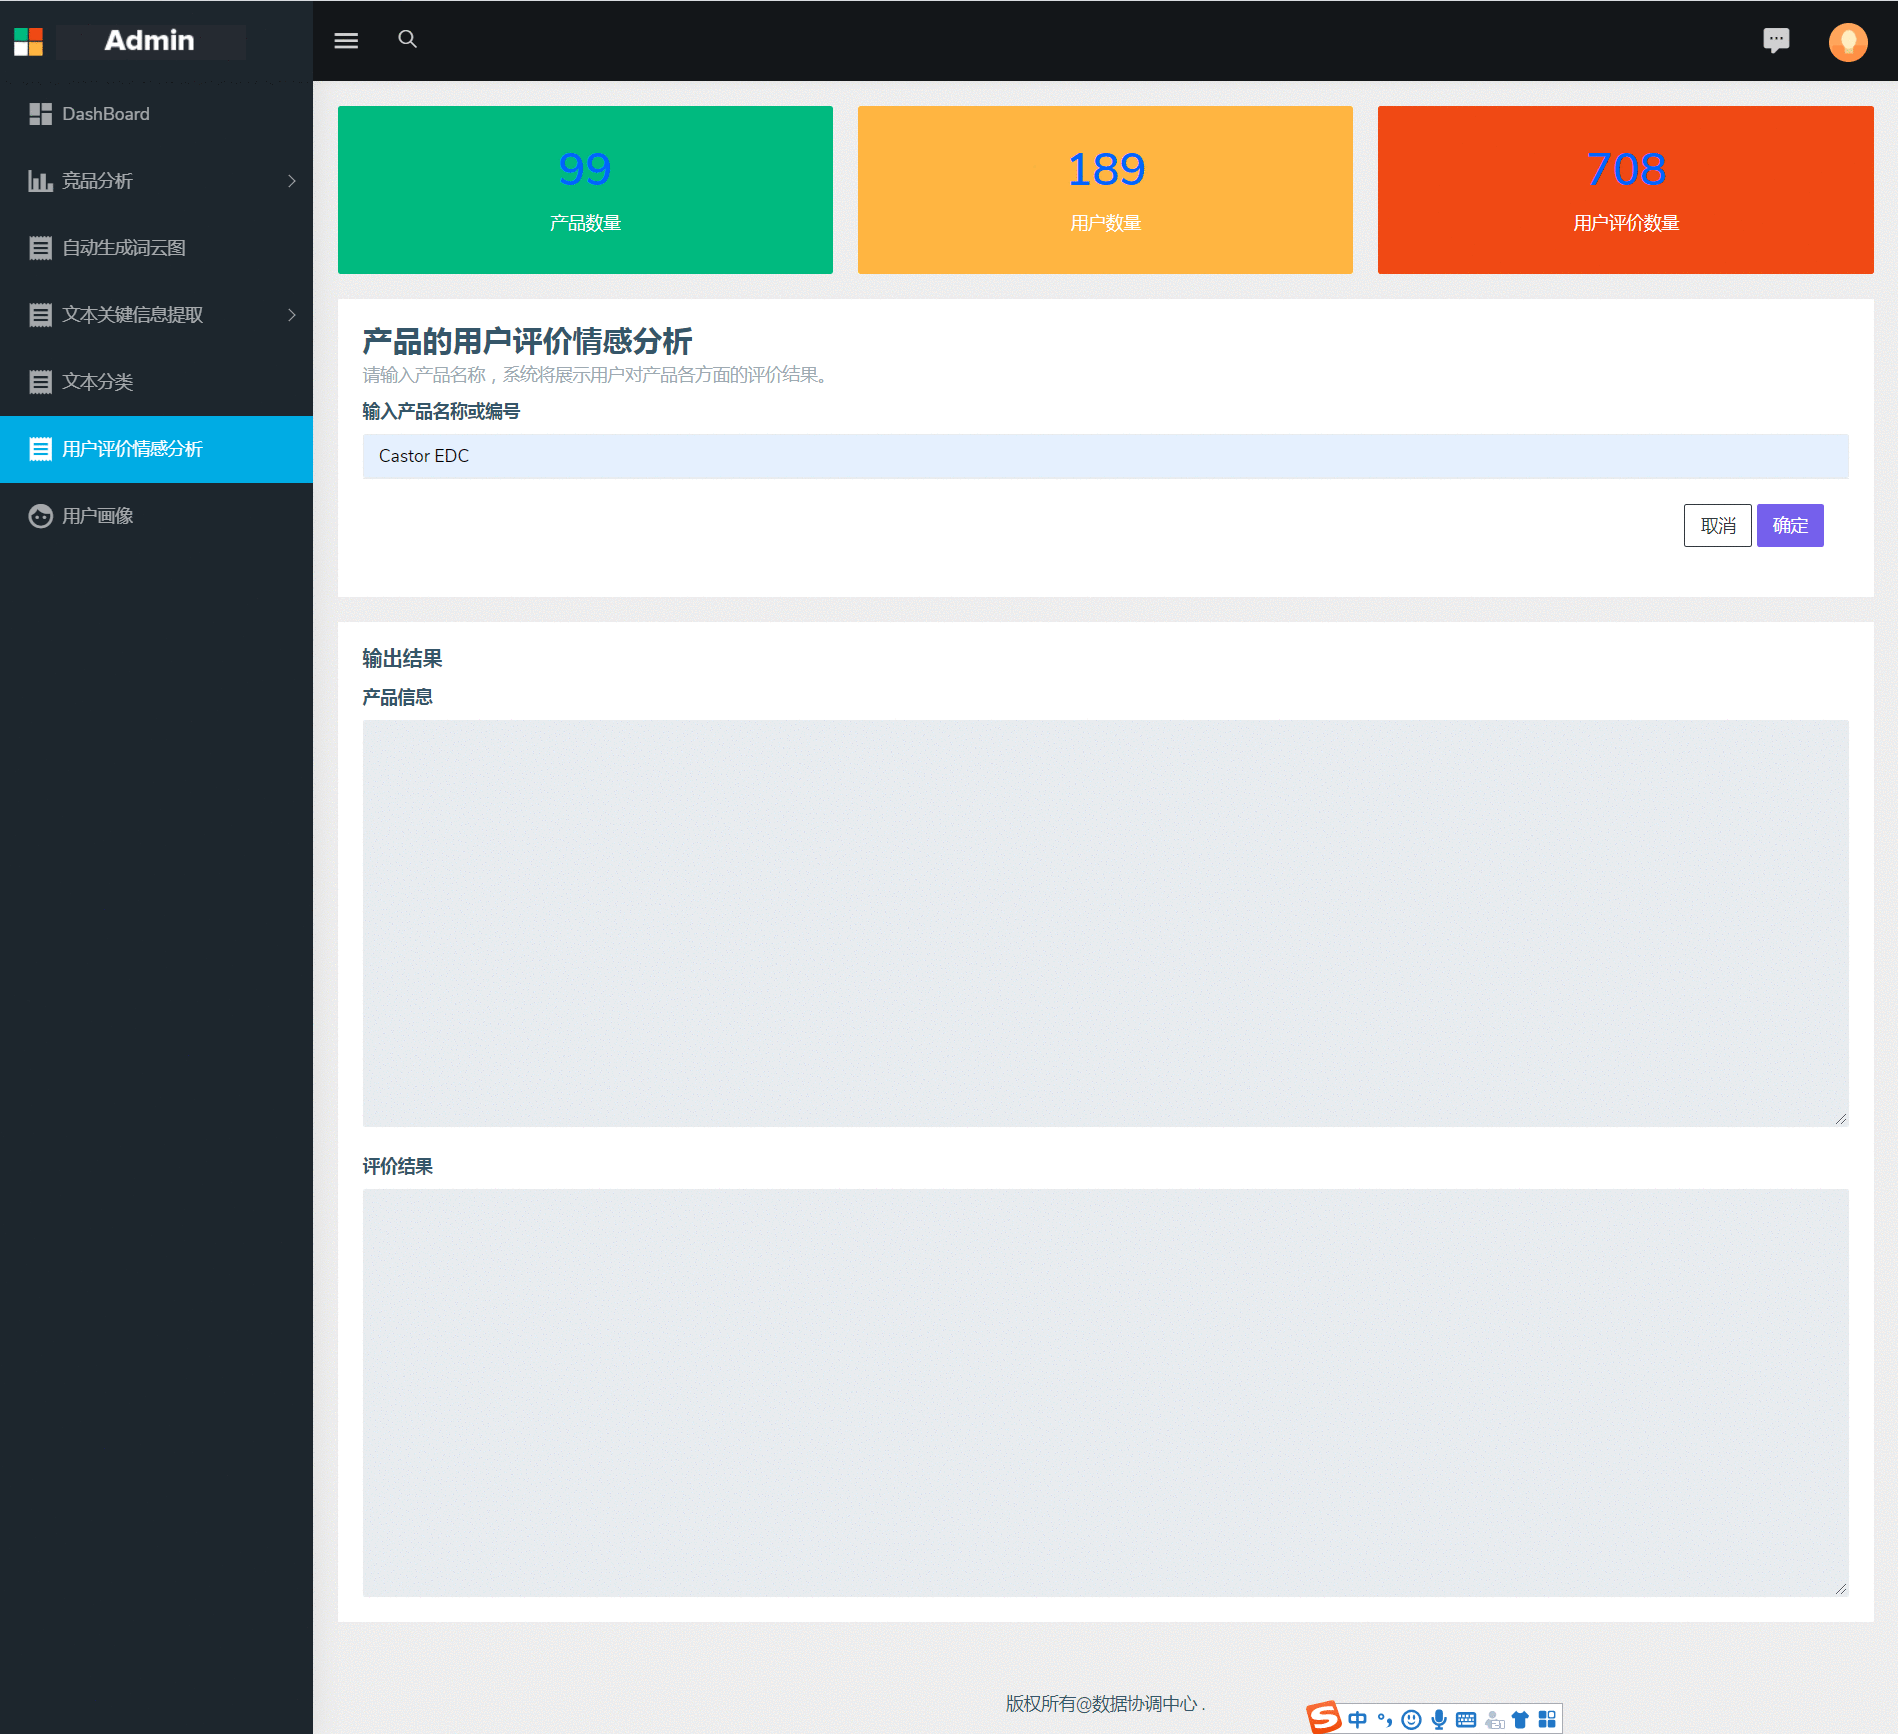 Admin
DashBoard
竞品分析
自动生成词云图
文本关键信息提取
文本分类
用户评价情感分析
用户画像
99
产品数量
189
用户数量
708
用户评价数量
产品的用户评价情感分析
请输入产品名称，系统将展示用户对产品各方面的评价结果。
输入产品名称或编号
Castor EDC
取消
确定
输出结果
产品信息
评价结果
版权所有@数据协调中心 .
S 中 °,